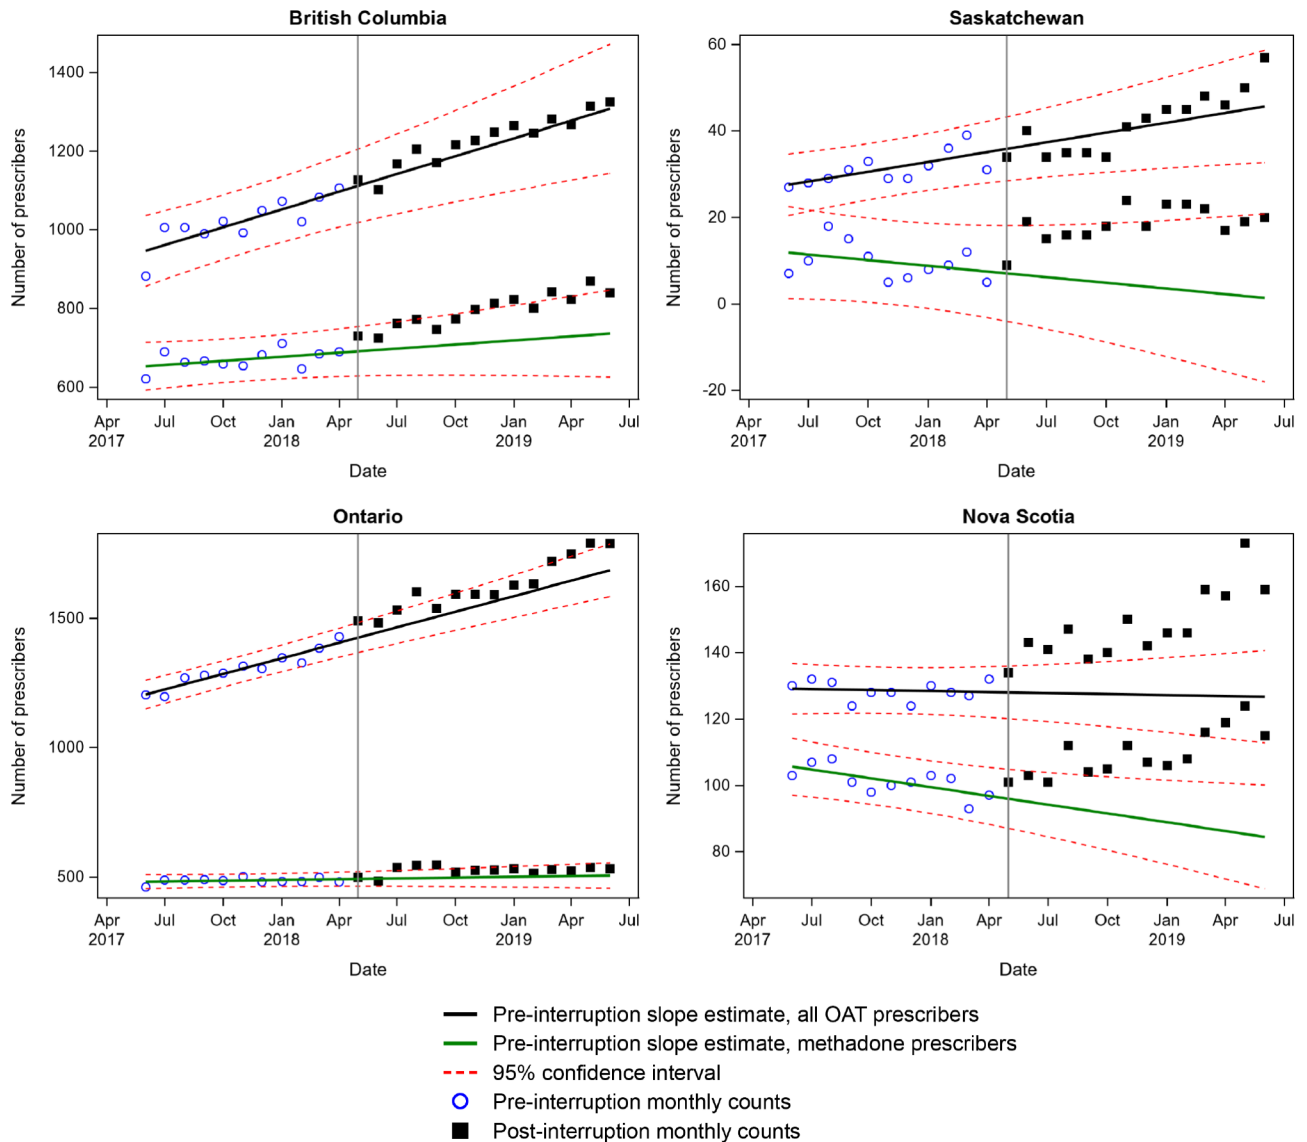 British Columbia
Number of prescribers
1400
1200
1000
800
600
Apr Jul Oct Jan Apr Jul Oct Jan Apr Jul
2017 2018 2019
Date
Saskatchewan
Number of prescribers
60
40
20
0
-20
Apr Jul Oct Jan Apr Jul Oct Jan Apr Jul
2017 2018 2019
Date
Ontario
Number of prescribers
1500
1000
500
Apr Jul Oct Jan Apr Jul Oct Jan Apr Jul
2017 2018 2019
Date
Nova Scotia
Number of prescribers
160
140
120
100
80
Apr Jul Oct Jan Apr Jul Oct Jan Apr Jul
2017 2018 2019
Date
Pre-interruption slope estimate, all OAT prescribers
Pre-interruption slope estimate, methadone prescribers
95% confidence interval
Pre-interruption monthly counts
Post-interruption monthly counts